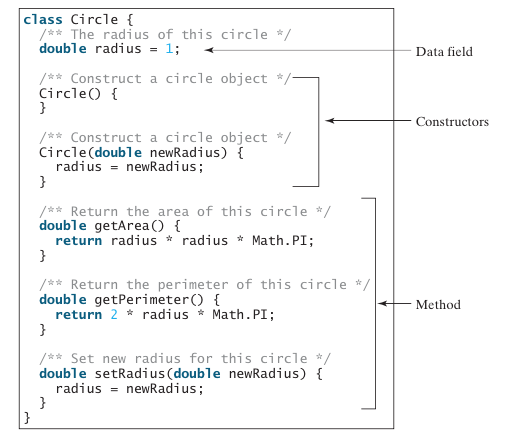 class Circle {
/** The radius of this circle */
double radius = 1;
Data field
/** Construct a circle object */
Circle() {
}
Constructors
/** Construct a circle object */
Circle(double newRadius) {
radius = newRadius;
}
/** Return the area of this circle */
double getArea() {
return radius * radius * Math.PI;
}
/** Return the perimeter of this circle */
double getPerimeter() {
return 2 * radius * Math.PI;
}
Method
/** Set new radius for this circle */
double setRadius(double newRadius) {
radius = newRadius;
}
}